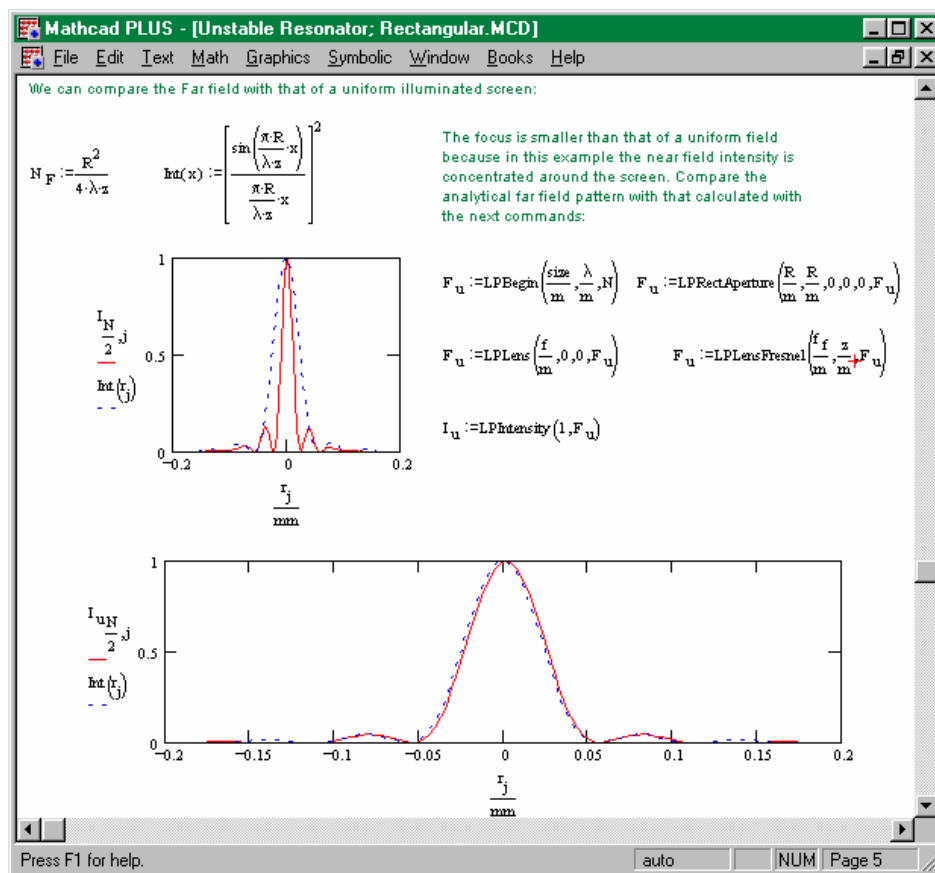 Mathcad PLUS - [Unstable Resonator; Rectangular.MCD]
File Edit Text Math Graphics Symbolic Window Books Help
We can compare the Far field with that of a uniform illuminated screen:
N_F := R^2 / (4·λ·z)
Int(x) := [ sin( (π·R / λ·z)·x ) / ( (π·R / λ·z)·x ) ]^2
The focus is smaller than that of a uniform field
because in this example the near field intensity is
concentrated around the screen. Compare the
analytical far field pattern with that calculated with
the next commands:
F_u := LPBegin(size/m, λ/m, N)
F_u := LPRectAperture(R/m, R/m, 0, 0, 0, F_u)
F_u := LPLens(f/m, 0, 0, F_u)
F_u := LPLensFresnel(f_f/m, z/m, F_u)
I_u := LPIntensity(1, F_u)
I_N/2, j
Int(r_j)
1
0.5
0
−0.2 0 0.2
r_j / mm
I_u N/2, j
Int(r_j)
1
0.5
0
−0.2 −0.15 −0.1 −0.05 0 0.05 0.1 0.15 0.2
r_j / mm
Press F1 for help.
auto
NUM
Page 5